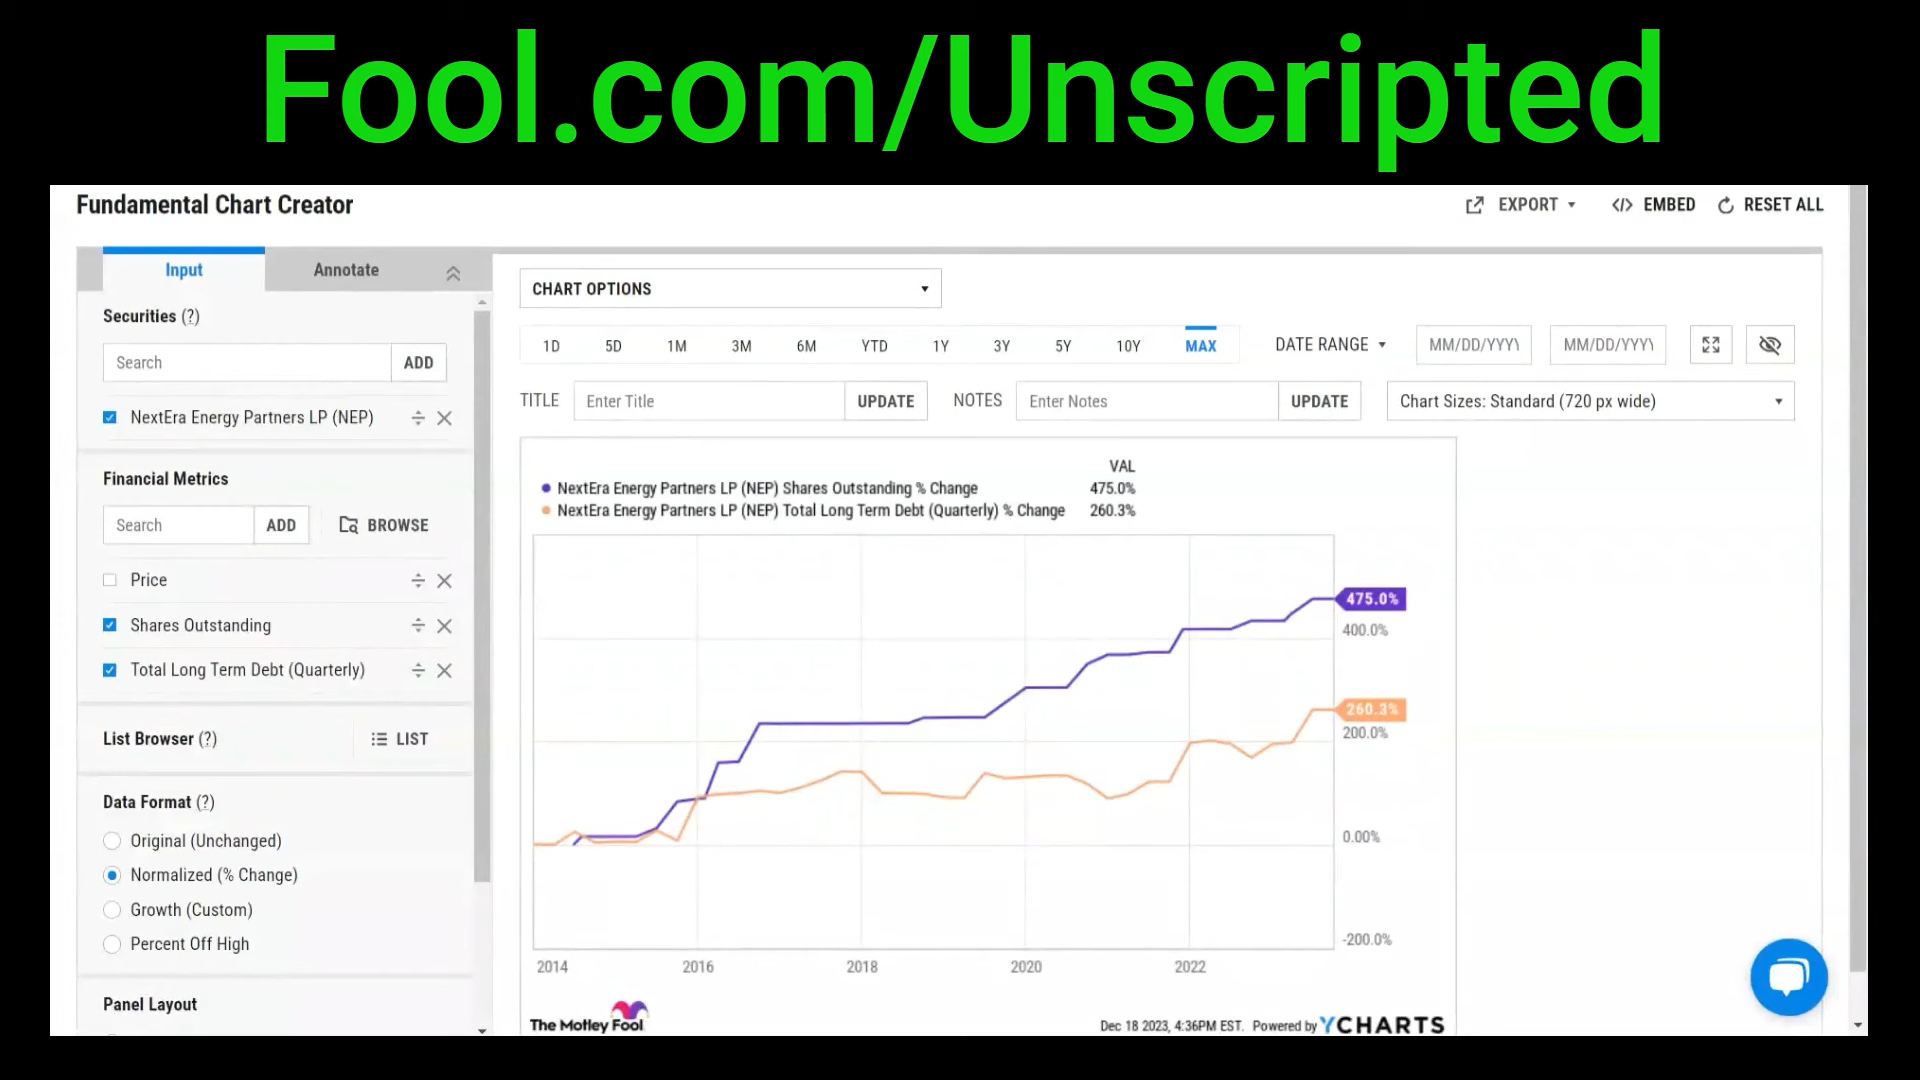 Fool.com/Unscripted
Fundamental Chart Creator
EXPORT
</> EMBED
RESET ALL
Input
Annotate
Securities (?)
Search
ADD
NextEra Energy Partners LP (NEP)
Financial Metrics
Search
ADD
BROWSE
Price
Shares Outstanding
Total Long Term Debt (Quarterly)
List Browser (?)
LIST
Data Format (?)
Original (Unchanged)
Normalized (% Change)
Growth (Custom)
Percent Off High
Panel Layout
CHART OPTIONS
1D 5D 1M 3M 6M YTD 1Y 3Y 5Y 10Y MAX
DATE RANGE
MM/DD/YYYY
MM/DD/YYYY
TITLE
Enter Title
UPDATE
NOTES
Enter Notes
UPDATE
Chart Sizes: Standard (720 px wide)
VAL
NextEra Energy Partners LP (NEP) Shares Outstanding % Change 475.0%
NextEra Energy Partners LP (NEP) Total Long Term Debt (Quarterly) % Change 260.3%
475.0%
400.0%
260.3%
200.0%
0.00%
-200.0%
2014 2016 2018 2020 2022
The Motley Fool
Dec 18 2023, 4:36PM EST. Powered by YCHARTS